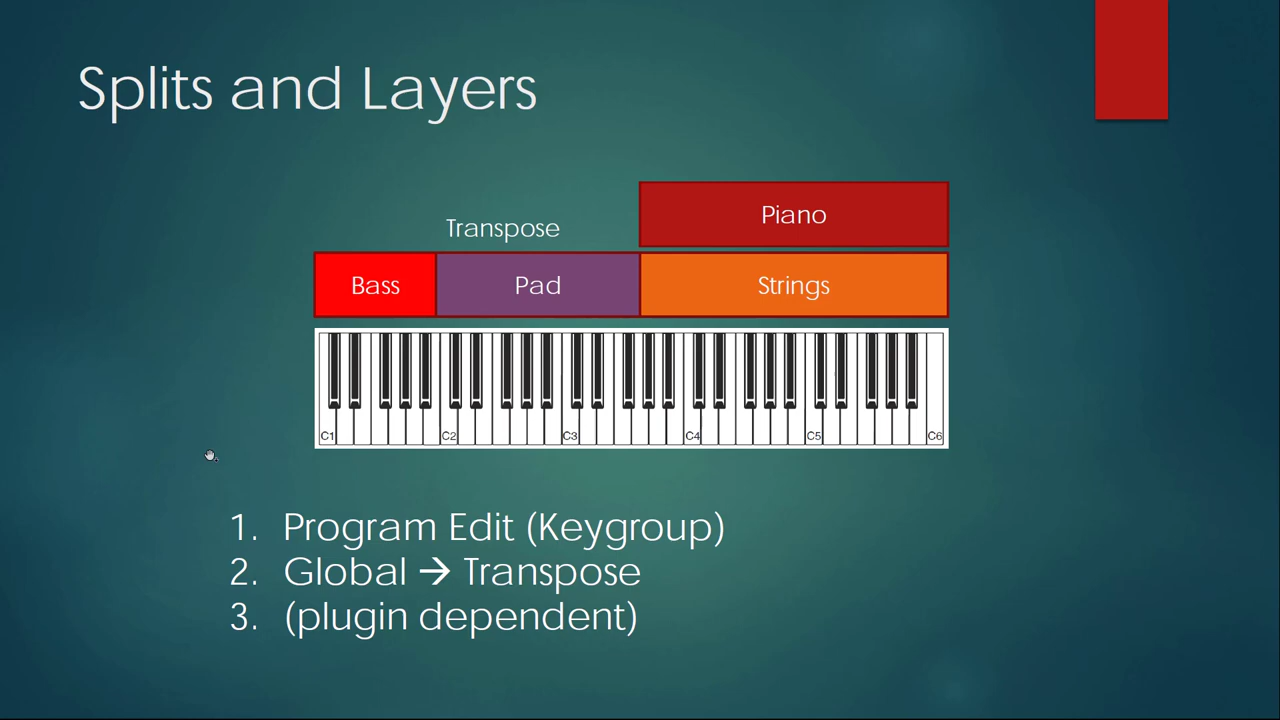 Splits and Layers
Piano
Transpose
Bass
Pad
Strings
C1
C2
C3
C4
C5
C6
1. Program Edit (Keygroup)
2. Global → Transpose
3. (plugin dependent)